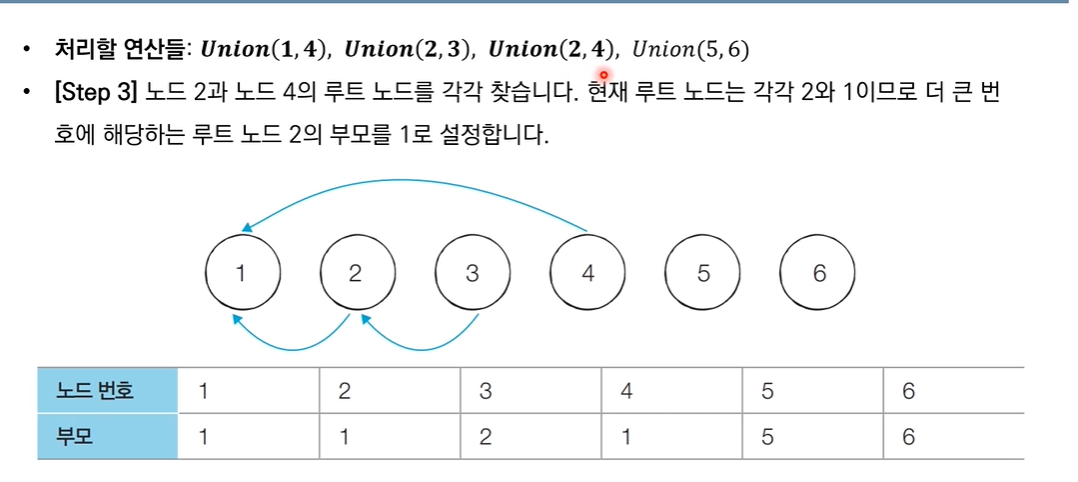 • 처리할 연산들: Union(1,4), Union(2,3), Union(2,4), Union(5,6)
• [Step 3] 노드 2과 노드 4의 루트 노드를 각각 찾습니다. 현재 루트 노드는 각각 2와 1이므로 더 큰 번
호에 해당하는 루트 노드 2의 부모를 1로 설정합니다.
1 2 3 4 5 6
노드 번호 1 2 3 4 5 6
부모 1 1 2 1 5 6